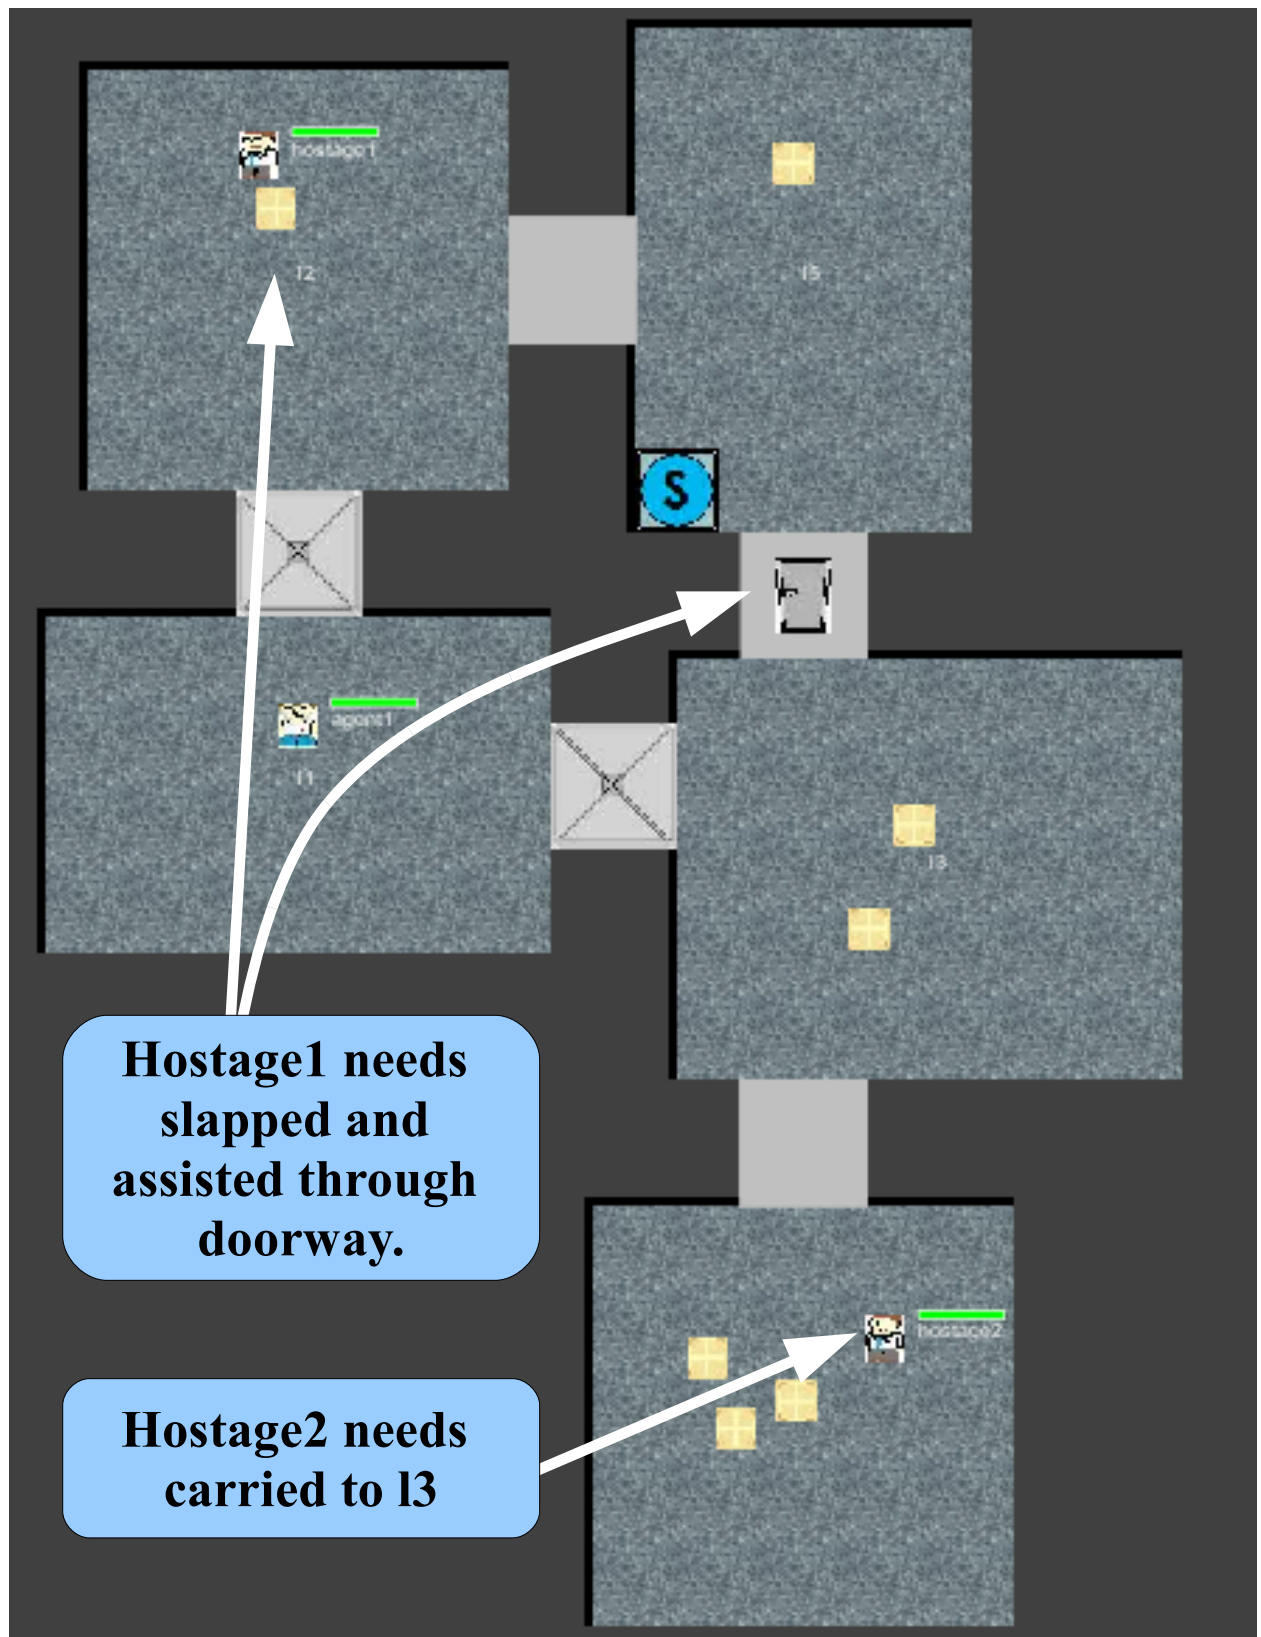 hostage1
l2
l5
S
agent1
l1
l3
Hostage1 needs
slapped and
assisted through
doorway.
hostage2
Hostage2 needs
carried to l3